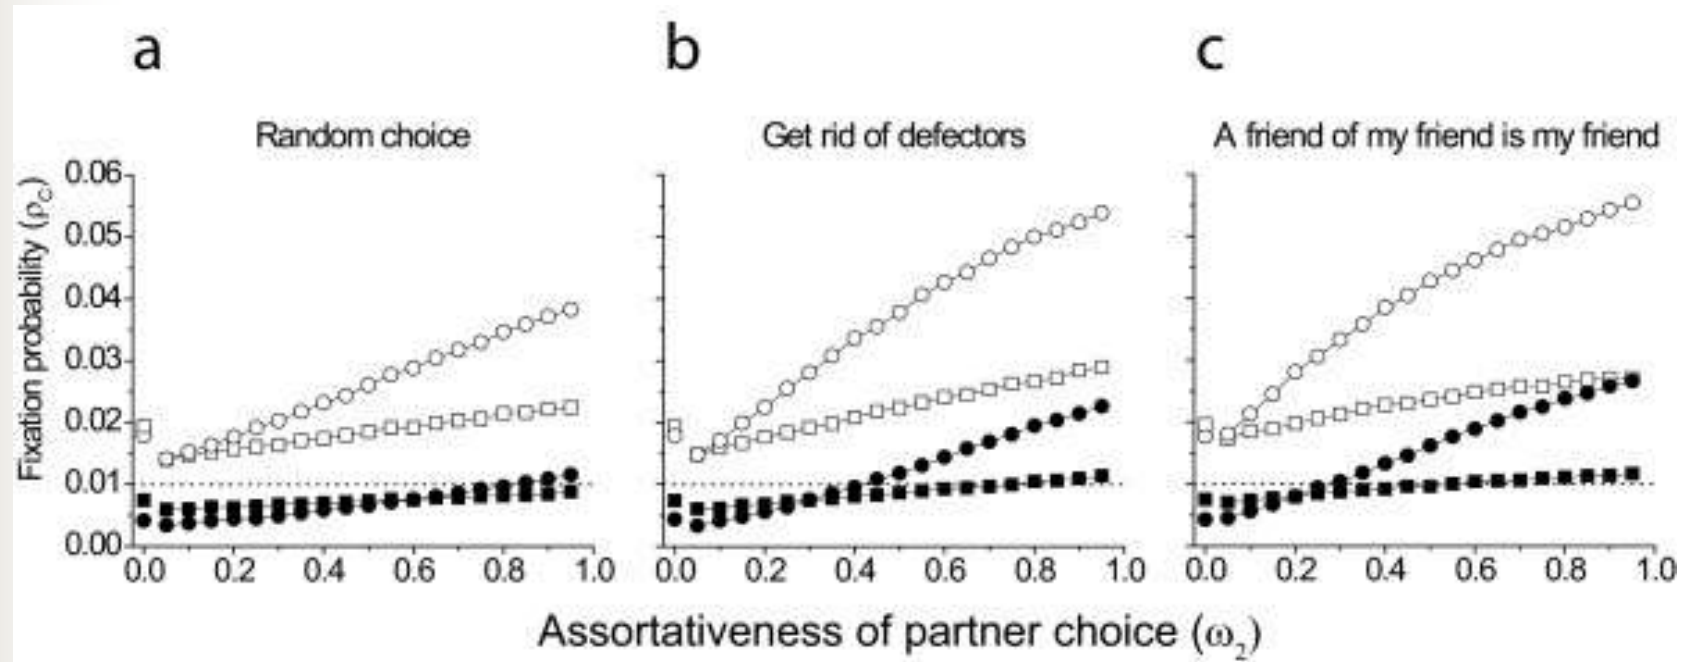 a b c
Random choice Get rid of defectors A friend of my friend is my friend
Fixation probability (ρC)
0.06
0.05
0.04
0.03
0.02
0.01
0.00
0.0 0.2 0.4 0.6 0.8 1.0 0.0 0.2 0.4 0.6 0.8 1.0 0.0 0.2 0.4 0.6 0.8 1.0
Assortativeness of partner choice (ω2)